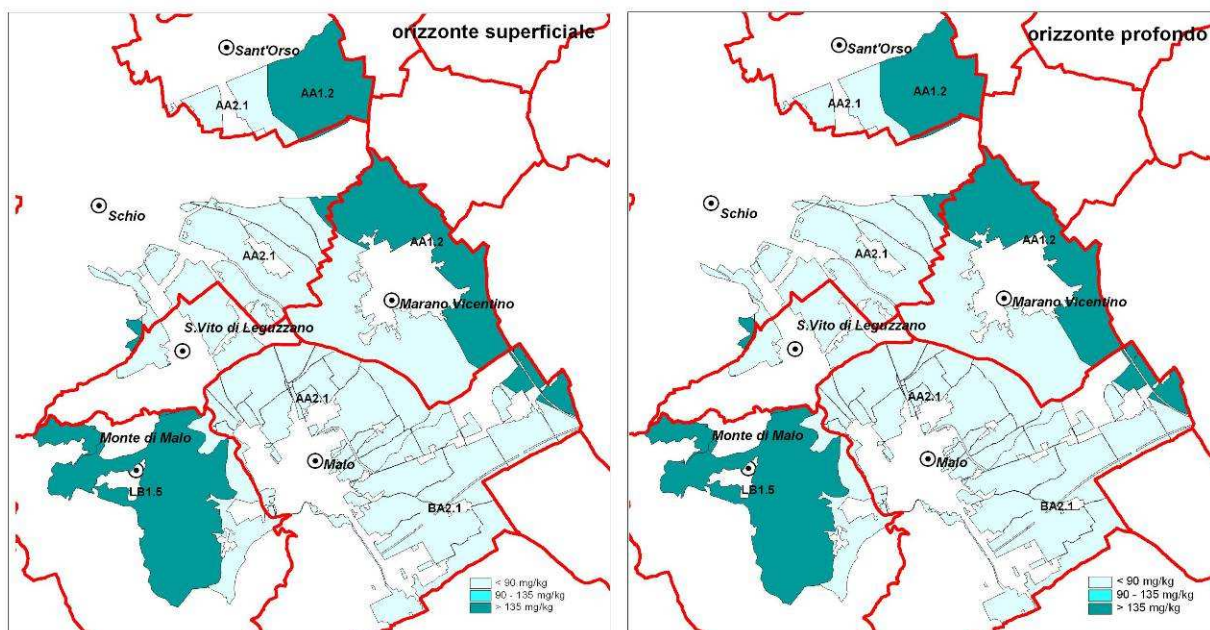 orizzonte superficiale
Sant'Orso
AA2.1
AA1.2
Schio
AA1.2
AA2.1
Marano Vicentino
S.Vito di Leguzzano
AA2.1
Monte di Malo
Malo
LB1.5
BA2.1
< 90 mg/kg
90 - 135 mg/kg
> 135 mg/kg
orizzonte profondo
Sant'Orso
AA2.1
AA1.2
Schio
AA1.2
AA2.1
Marano Vicentino
S.Vito di Leguzzano
AA2.1
Monte di Malo
Malo
LB1.5
BA2.1
< 90 mg/kg
90 - 135 mg/kg
> 135 mg/kg